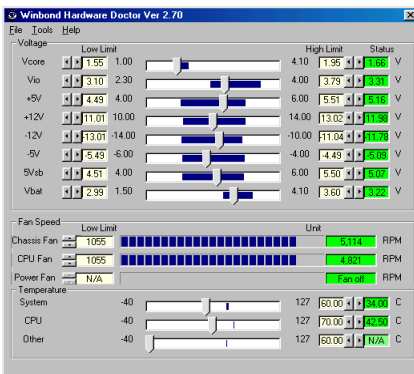 Winbond Hardware Doctor Ver 2.70
File Tools Help
Voltage
Low Limit High Limit Status
Vcore 1.55 1.00 4.10 1.95 1.66 V
Vio 3.10 2.30 4.00 3.79 3.31 V
+5V 4.49 4.00 6.00 5.51 5.16 V
+12V 11.01 10.00 14.00 13.02 11.98 V
-12V -13.01 -14.00 -10.00 -11.04 -11.78 V
-5V -5.49 -6.00 -4.00 -4.49 -5.09 V
5Vsb 4.51 4.00 6.00 5.50 5.07 V
Vbat 2.99 1.50 4.10 3.60 3.22 V
Fan Speed
Low Limit Unit
Chassis Fan 1055 5,114 RPM
CPU Fan 1055 4,821 RPM
Power Fan N/A Fan off RPM
Temperature
System -40 127 60.00 34.00 C
CPU -40 127 70.00 42.50 C
Other -40 127 60.00 N/A C